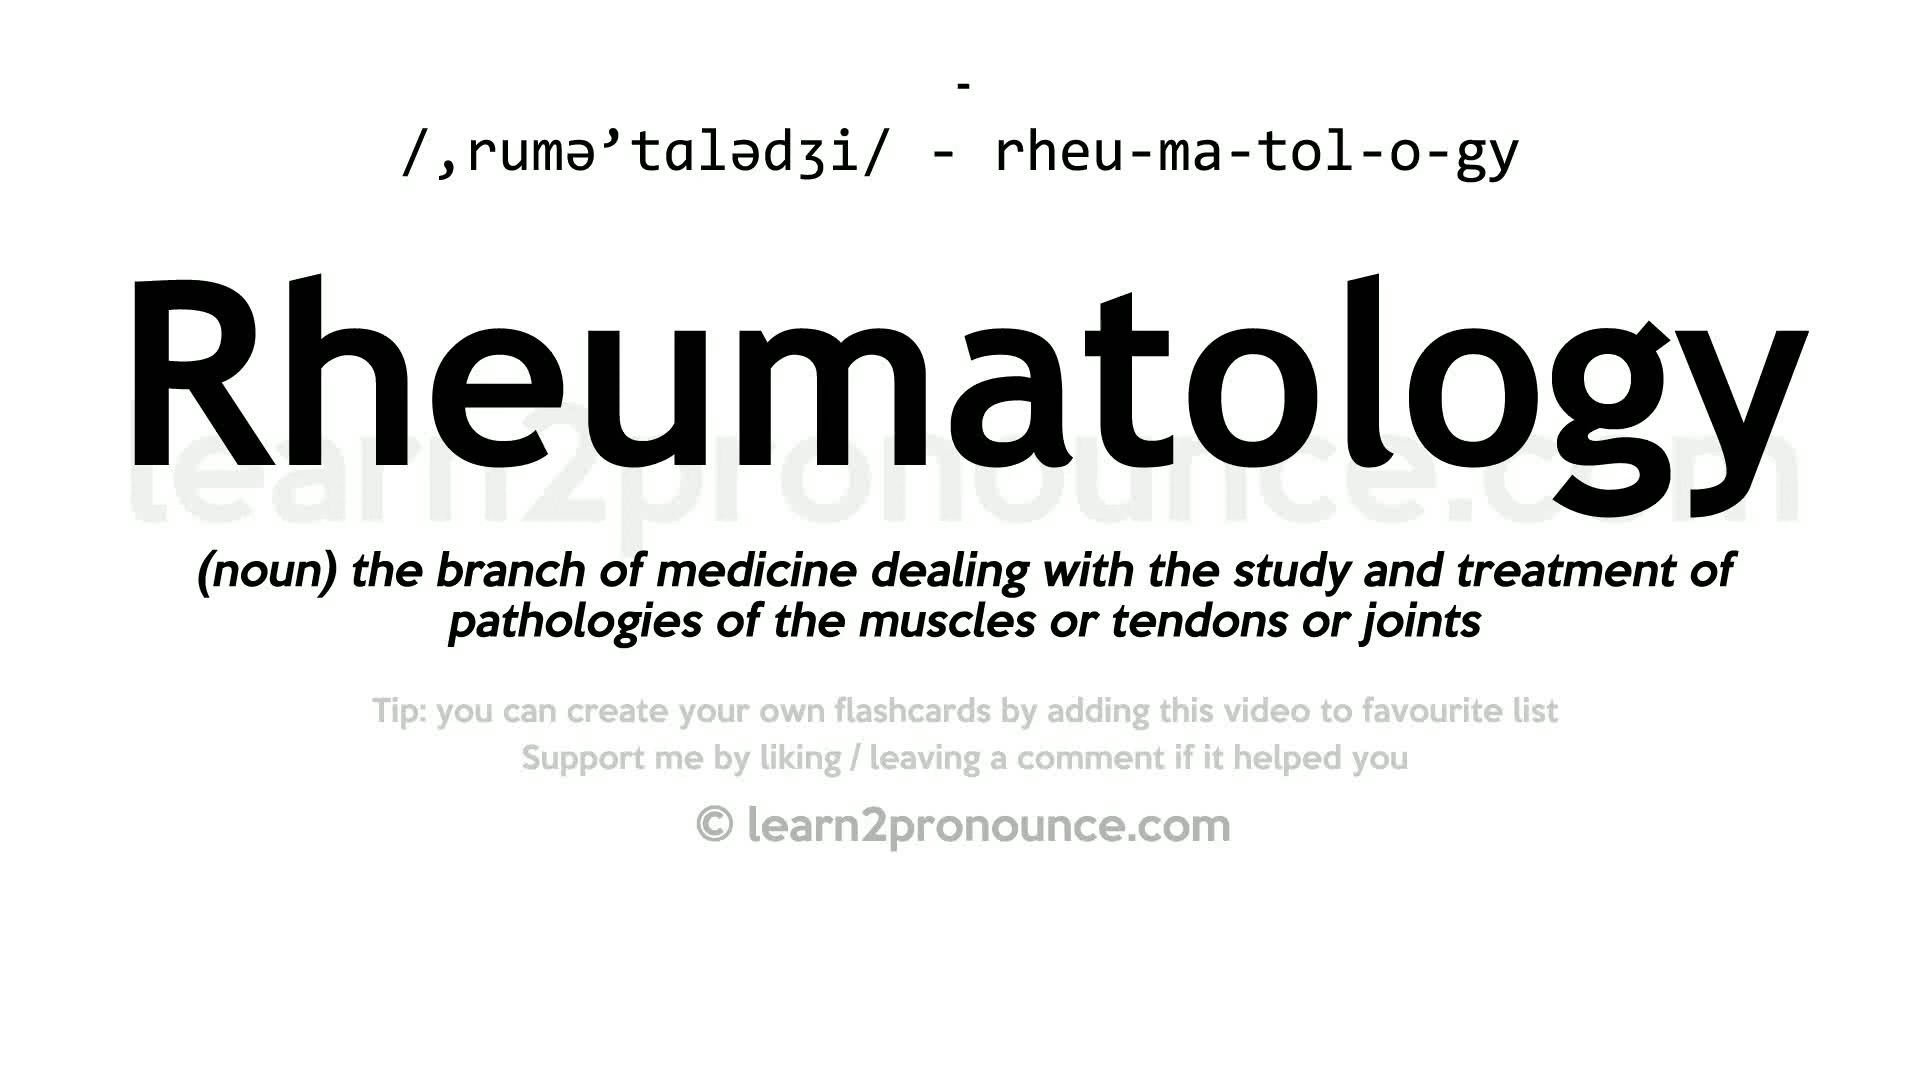 -
/,rumə’tɑlədʒi/ - rheu-ma-tol-o-gy
Rheumatology
learn2pronounce.com
(noun) the branch of medicine dealing with the study and treatment of
pathologies of the muscles or tendons or joints
Tip: you can create your own flashcards by adding this video to favourite list
Support me by liking / leaving a comment if it helped you
© learn2pronounce.com